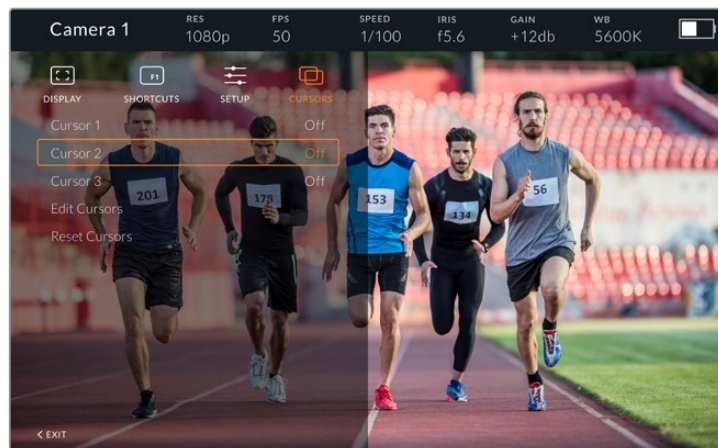 Camera 1
RES
1080p
FPS
50
SPEED
1/100
IRIS
f5.6
GAIN
+12db
WB
5600K
DISPLAY
F1
SHORTCUTS
SETUP
CURSORS
Cursor 1 Off
Cursor 2 Off
Cursor 3 Off
Edit Cursors
Reset Cursors
201
178
153
134
56
< EXIT